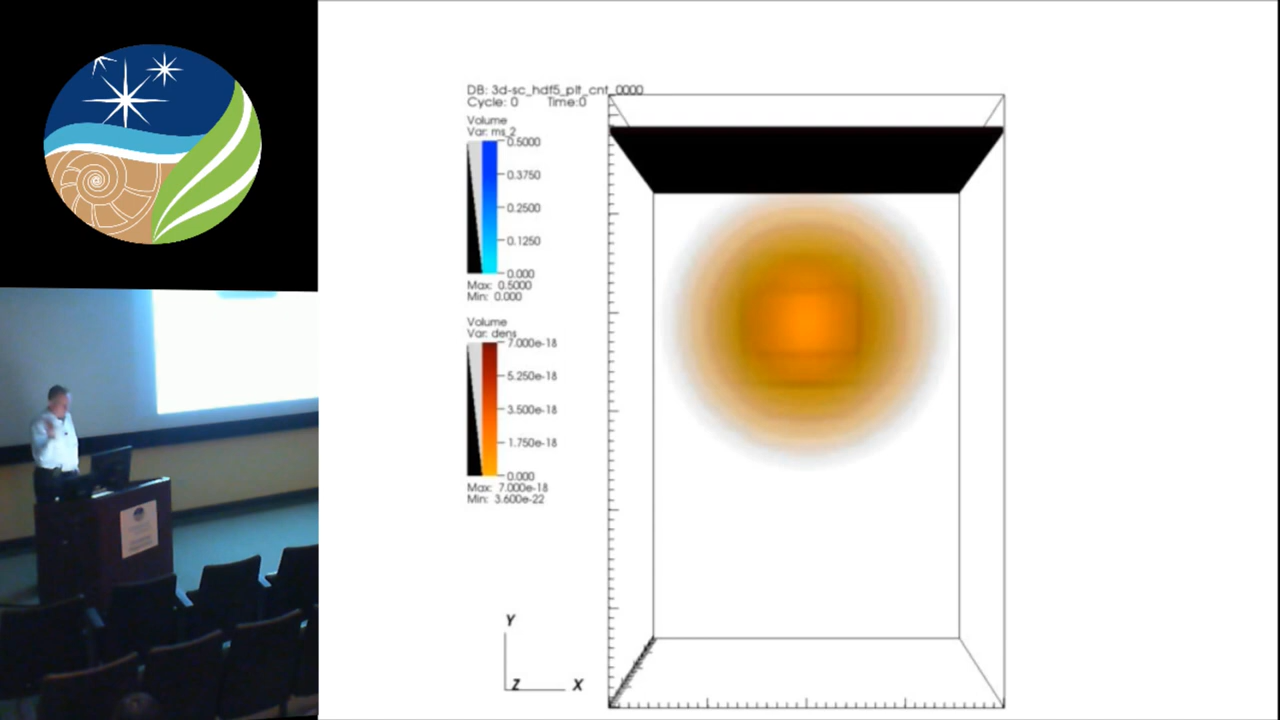 DB: 3d-sc_hdf5_plt_cnt_0000
Cycle: 0 Time:0
Volume
Var: ms_2
0.5000
0.3750
0.2500
0.1250
0.000
Max: 0.5000
Min: 0.000
Volume
Var: dens
7.000e-18
5.250e-18
3.500e-18
1.750e-18
0.000
Max: 7.000e-18
Min: 3.600e-22
Y
Z
X